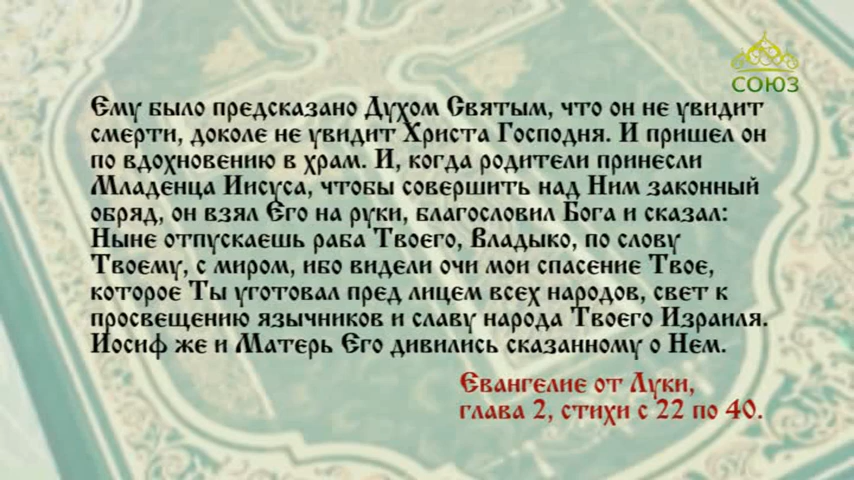 СОЮЗ
Ему было предсказано Духом Святым, что он не увидит
смерти, доколе не увидит Христа Господня. И пришел он
по вдохновению в храм. И, когда родители принесли
Младенца Иисуса, чтобы совершить над Ним законный
обряд, он взял Его на руки, благословил Бога и сказал:
Ныне отпускаешь раба Твоего, Владыко, по слову
Твоему, с миром, ибо видели очи мои спасение Твое,
которое Ты уготовал пред лицем всех народов, свет к
просвещению язычников и славу народа Твоего Израиля.
Иосиф же и Матерь Его дивились сказанному о Нем.
Евангелие от Луки,
глава 2, стихи с 22 по 40.